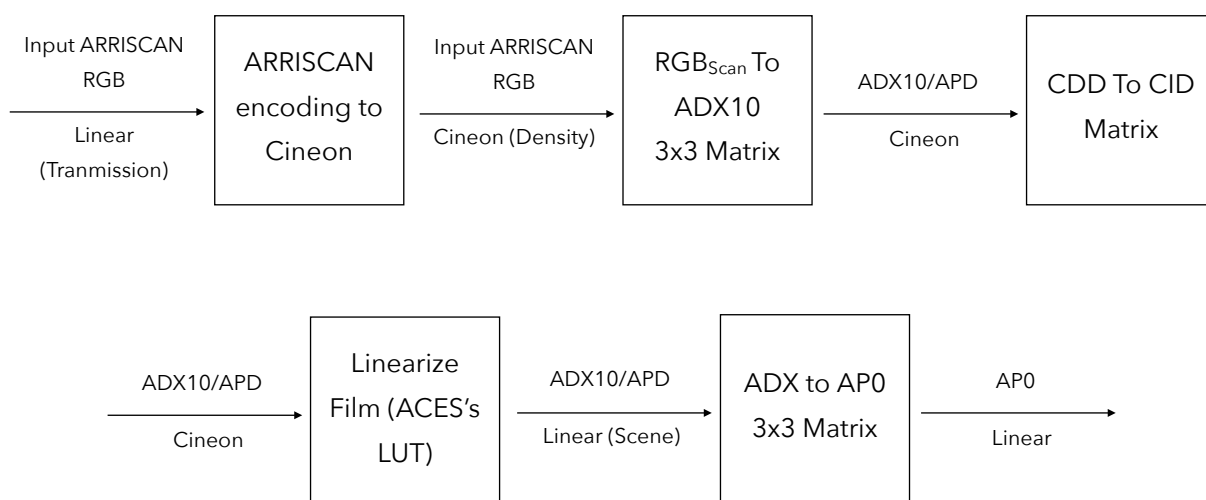 Input ARRISCAN
RGB
Linear
(Tranmission)
ARRISCAN
encoding to
Cineon
Input ARRISCAN
RGB
Cineon (Density)
RGBScan To
ADX10
3x3 Matrix
ADX10/APD
Cineon
CDD To CID
Matrix
ADX10/APD
Cineon
Linearize
Film (ACES’s
LUT)
ADX10/APD
Linear (Scene)
ADX to AP0
3x3 Matrix
AP0
Linear